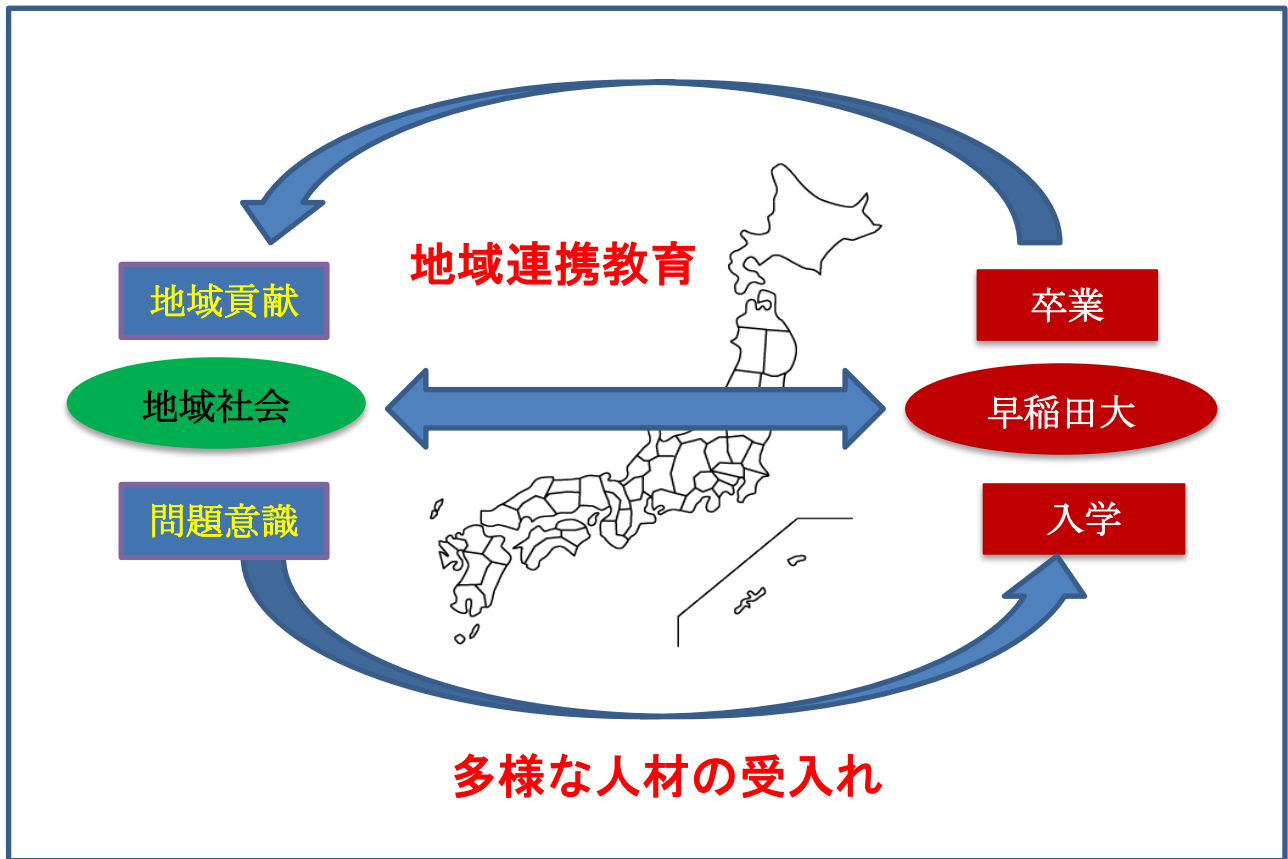 地域連携教育
地域貢献
卒業
地域社会
早稲田大
問題意識
入学
多様な人材の受入れ